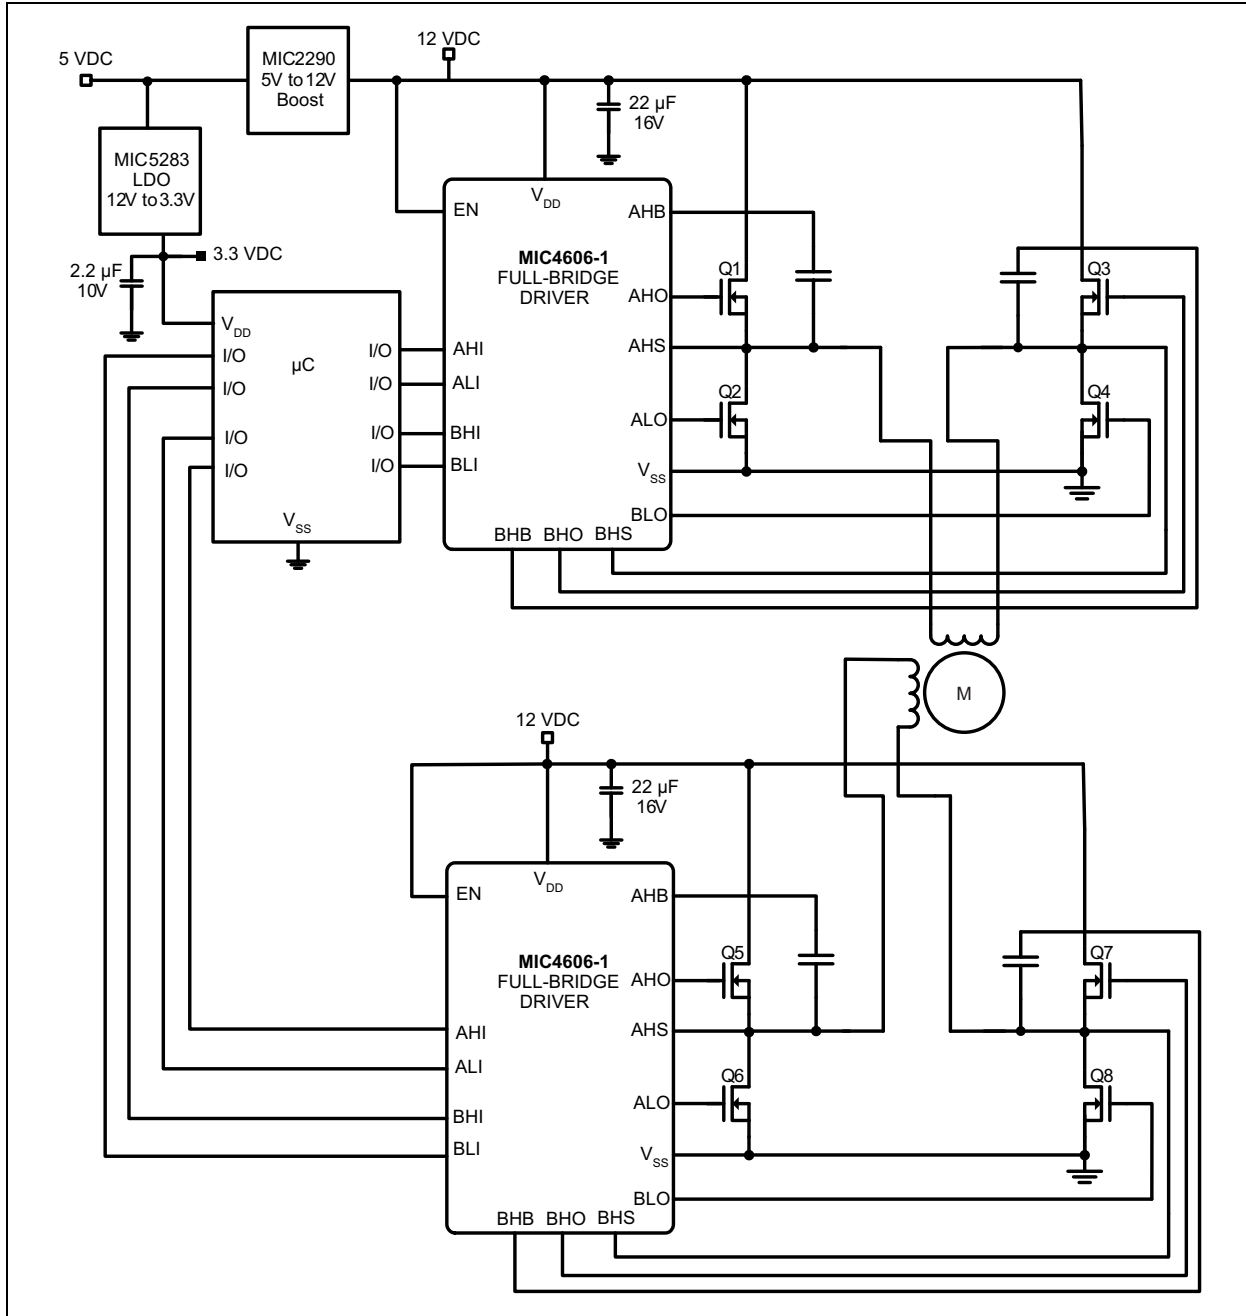 5 VDC
MIC2290
5V to 12V
Boost
12 VDC
22 µF
16V
MIC5283
LDO
12V to 3.3V
3.3 VDC
2.2 µF
10V
VDD
EN
AHB
MIC4606-1
FULL-BRIDGE
DRIVER
Q1
Q3
AHO
VDD
I/O
I/O
I/O
I/O
µC
I/O
I/O
I/O
I/O
VSS
AHI
ALI
BHI
BLI
AHS
Q2
Q4
ALO
VSS
BLO
BHB
BHO
BHS
M
12 VDC
22 µF
16V
VDD
EN
AHB
MIC4606-1
FULL-BRIDGE
DRIVER
Q5
Q7
AHO
AHI
ALI
BHI
BLI
AHS
Q6
Q8
ALO
VSS
BLO
BHB
BHO
BHS